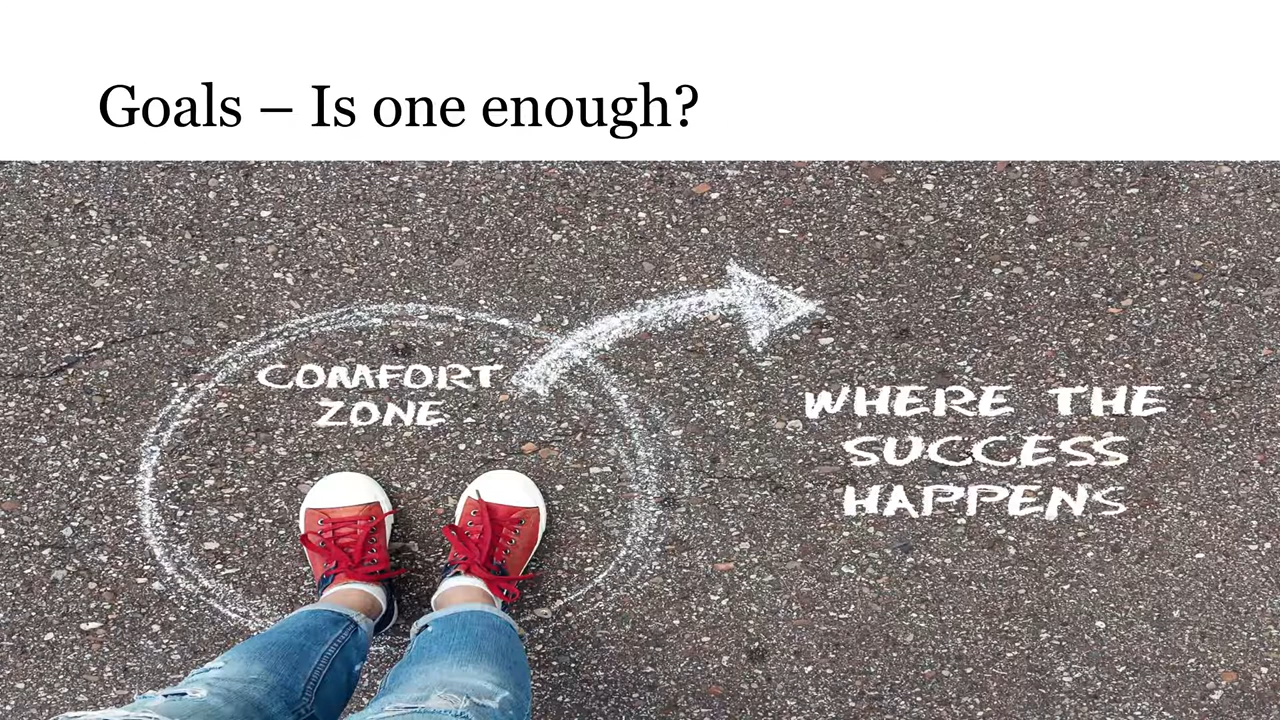 Goals – Is one enough?
COMFORT
ZONE
WHERE THE
SUCCESS
HAPPENS